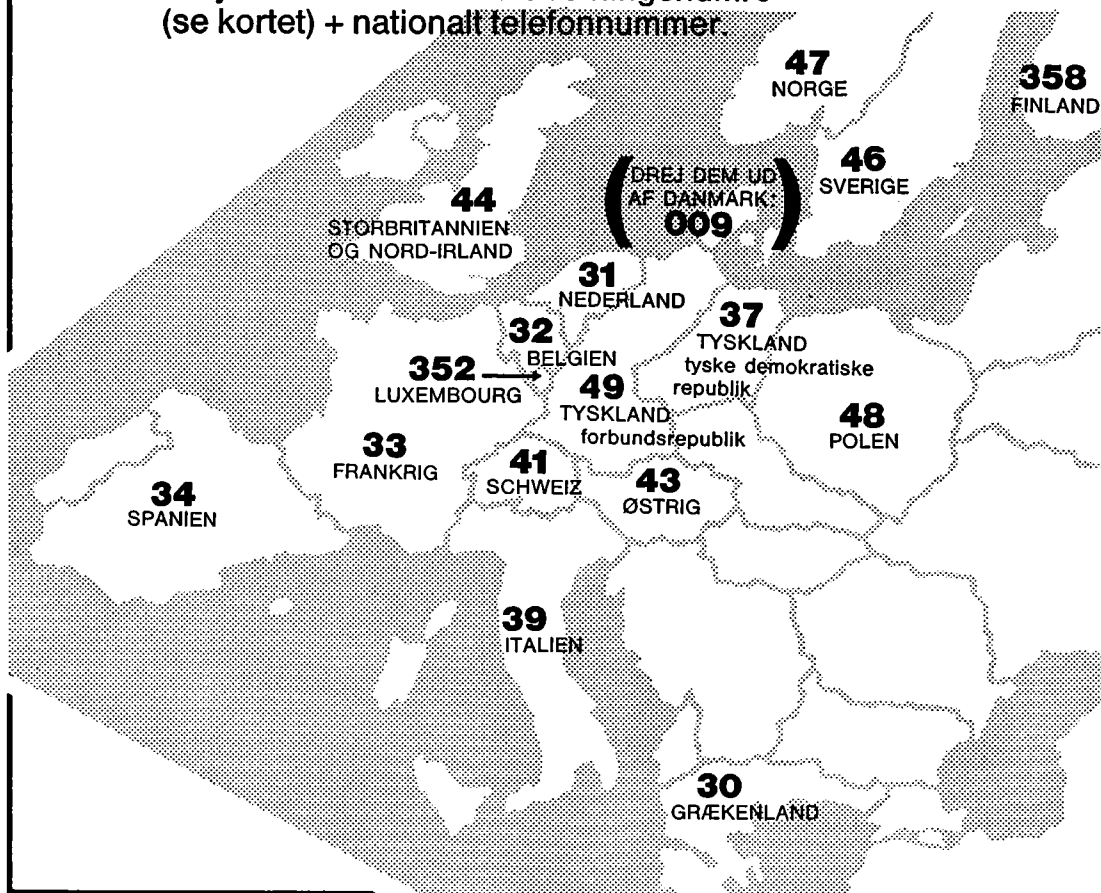 (se kortet) + nationalt telefonnummer.
47
NORGE
358
FINLAND
46
SVERIGE
(DREJ DEM UD
AF DANMARK:
009)
44
STORBRITANNIEN
OG NORD-IRLAND
31
NEDERLAND
32
BELGIEN
37
TYSKLAND
tyske demokratiske
republik
352
LUXEMBOURG
49
TYSKLAND
forbundsrepublik
48
POLEN
33
FRANKRIG
41
SCHWEIZ
43
ØSTRIG
34
SPANIEN
39
ITALIEN
30
GRÆKENLAND